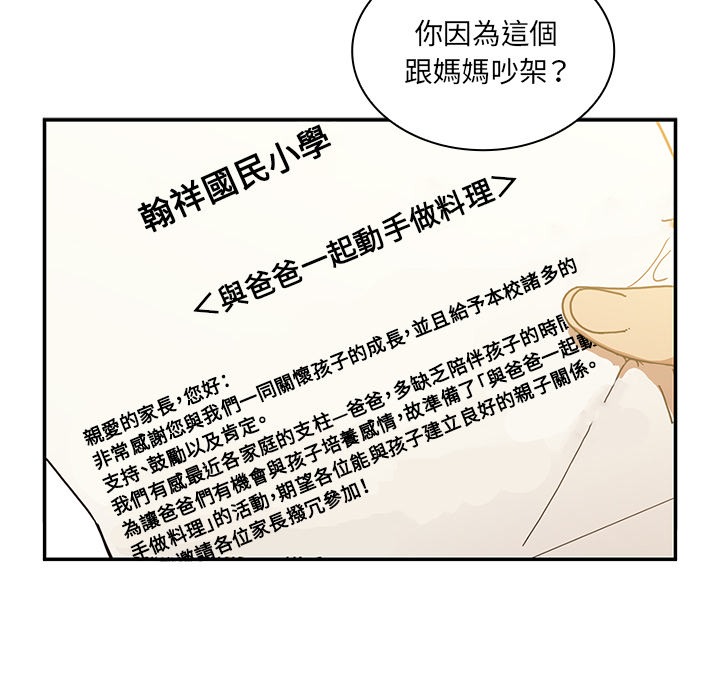 你因為這個
跟媽媽吵架？
翰祥國民小學
<與爸爸一起動手做料理>
親愛的家長，您好：
非常感謝您與我們一同關懷孩子的成長，並且給予本校諸多的
支持、鼓勵以及肯定。
我們有感最近各家庭的支柱—爸爸，多缺乏陪伴孩子的時間
為讓爸爸們有機會與孩子培養感情，故準備了「與爸爸一起動
手做料理」的活動，期望各位能與孩子建立良好的親子關係。
邀請各位家長撥冗參加！